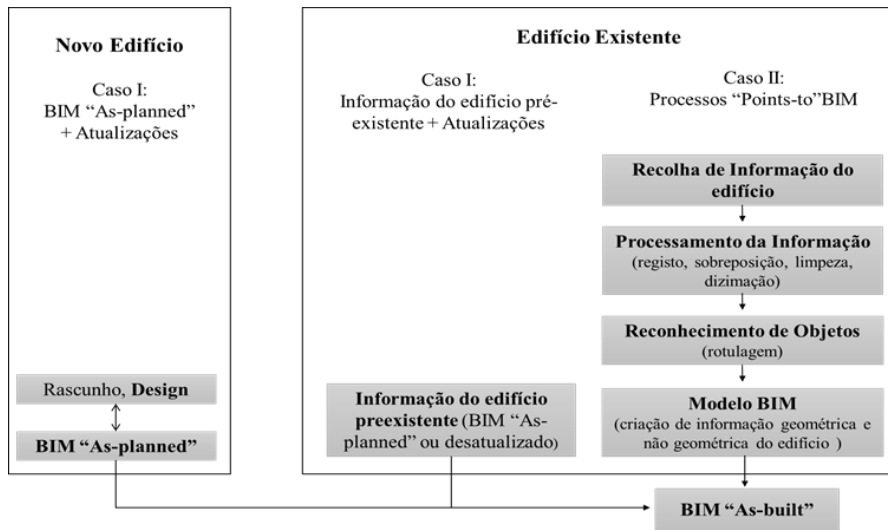 Novo Edifício
Caso I:
BIM “As-planned”
+ Atualizações
Rascunho, Design
BIM “As-planned”
Edifício Existente
Caso I:
Informação do edifício pré-
existente + Atualizações
Informação do edifício
preexistente (BIM “As-
planned” ou desatualizado)
Caso II:
Processos “Points-to”BIM
Recolha de Informação do
edifício
Processamento da Informação
(registo, sobreposição, limpeza,
dizimação)
Reconhecimento de Objetos
(rotulagem)
Modelo BIM
(criação de informação geométrica e
não geométrica do edifício )
BIM “As-built”